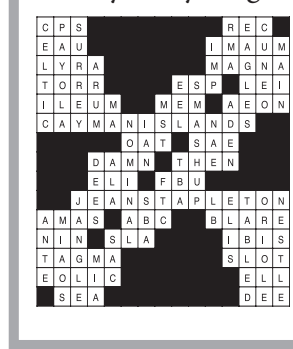 CPS REC
EAU IMAUM
LYRA MAGNA
TORR ESP LEI
ILEUM MEM AEON
CAYMANISLANDS
OAT SAE
DAMN THEN
ELI FBU
JEANSTAPLETON
AMAS ABC BLARE
NIN SLA IBIS
TAGMA SLOT
EOLIC ELL
SEA DEE